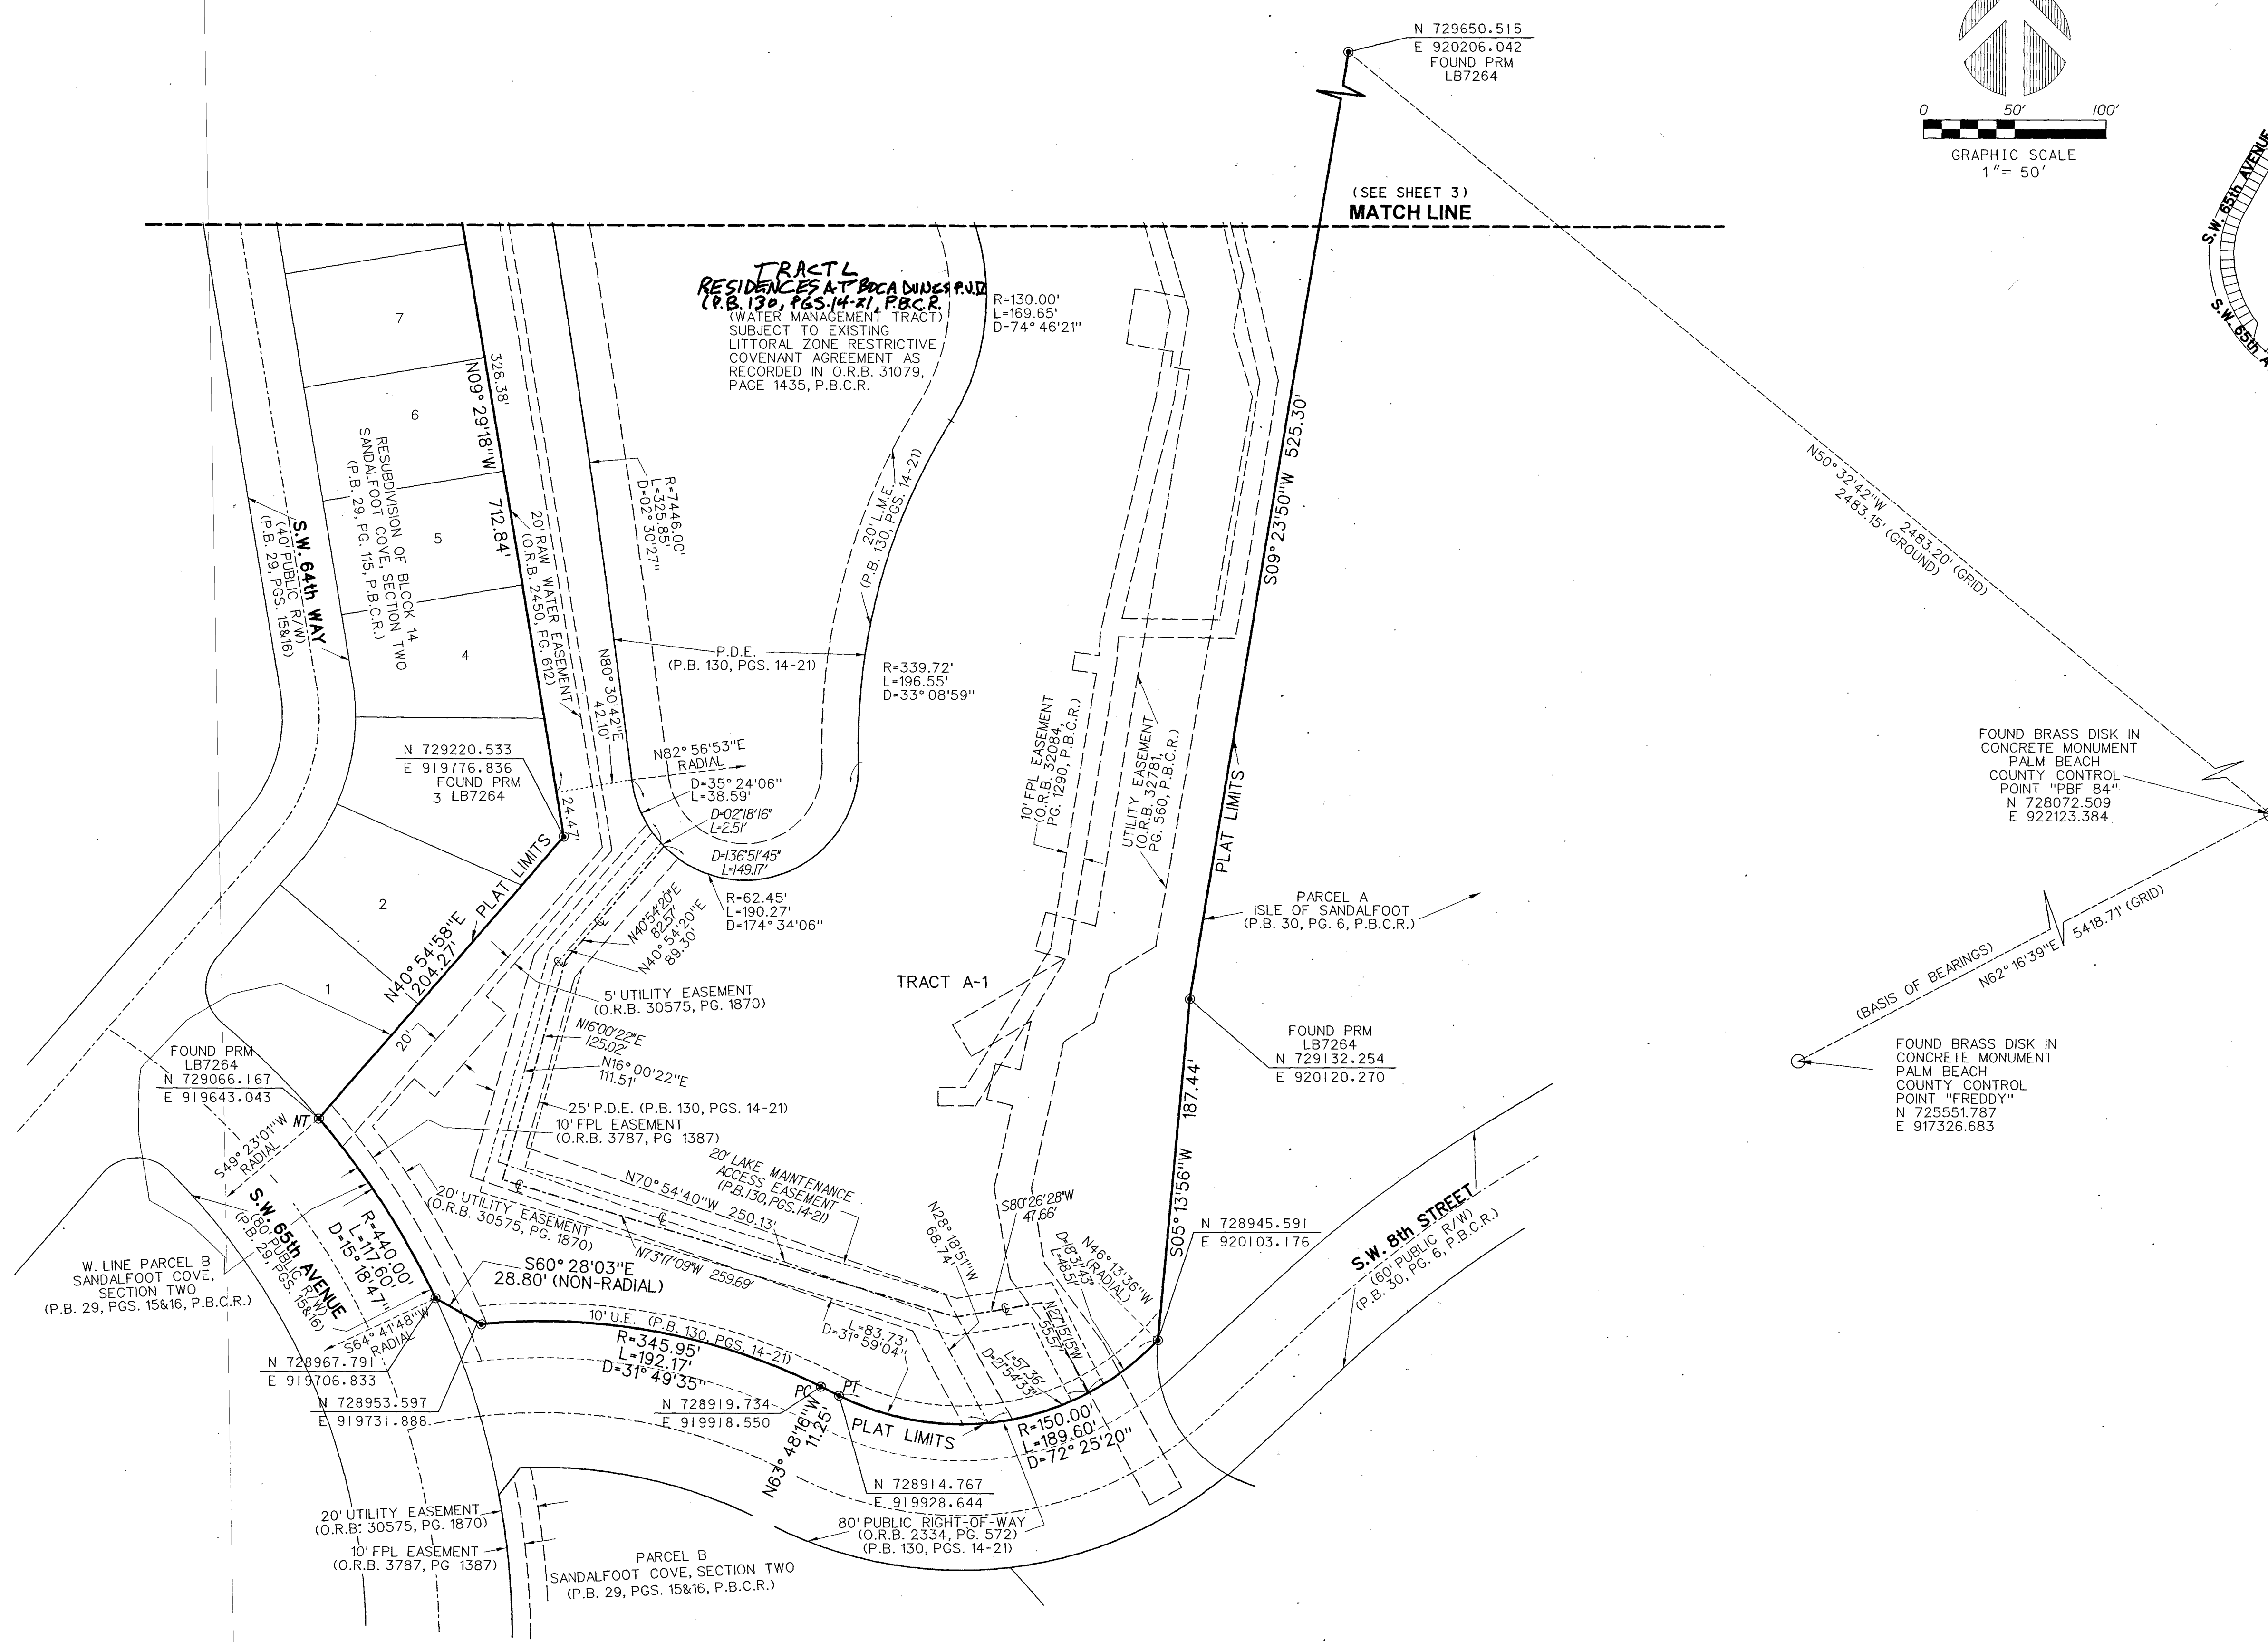 N 729650.515
E 920206.042
FOUND PRM
LB7264
0 50' 100'
GRAPHIC SCALE
1"= 50'
S.W. 65th AVENUE
S.W. 65th
(SEE SHEET 3)
MATCH LINE
TRACT L
RESIDENCES AT BOCA DUNES P.U.D.
(P.B. 130, PGS. 14-21, P.B.C.R.
(WATER MANAGEMENT TRACT)
SUBJECT TO EXISTING
LITTORAL ZONE RESTRICTIVE
COVENANT AGREEMENT AS
RECORDED IN O.R.B. 31079,
PAGE 1435, P.B.C.R.
R=130.00'
L=169.65'
D=74°46'21"
7
6
5
4
3
2
1
328.38'
N09°29'18"W
712.84'
RESUBDIVISION OF BLOCK 14
SANDALFOOT COVE, SECTION TWO
(P.B. 29, PG. 115, P.B.C.R.)
S.W. 64th WAY
(40' PUBLIC R/W)
(P.B. 29, PGS. 15&16)
20' RAW WATER EASEMENT
(O.R.B. 2450, PG. 612)
R=7446.00'
L=325.85'
D=02°30'27"
20' L.M.E.
(P.B. 130, PGS. 14-21)
S09°23'50"W 525.30'
N50°32'42"W 2483.20' (GRID)
2483.15' (GROUND)
P.D.E.
(P.B. 130, PGS. 14-21)
R=339.72'
L=196.55'
D=33°08'59"
N80°30'42"E
42.10'
N82°56'53"E
RADIAL
D=35°24'06"
L=38.59'
D=02°18'16"
L=2.51'
D=136°51'45"
L=149.17'
R=62.45'
L=190.27'
D=174°34'06"
N 729220.533
E 919776.836
FOUND PRM
LB7264
24.47'
PLAT LIMITS
N40°54'58"E
204.27'
10' FPL EASEMENT
(O.R.B. 32084,
PG. 1290, P.B.C.R.)
UTILITY EASEMENT
(O.R.B. 32781,
PG. 560, P.B.C.R.)
PLAT LIMITS
FOUND BRASS DISK IN
CONCRETE MONUMENT
PALM BEACH
COUNTY CONTROL
POINT "PBF 84"
N 728072.509
E 922123.384
PARCEL A
ISLE OF SANDALFOOT
(P.B. 30, PG. 6, P.B.C.R.)
(BASIS OF BEARINGS)
N62°16'39"E 5418.71' (GRID)
N40°54'20"E
82.57'
N40°54'20"E
89.30'
TRACT A-1
5' UTILITY EASEMENT
(O.R.B. 30575, PG. 1870)
20'
N16°00'22"E
125.02'
N16°00'22"E
111.51'
FOUND PRM
LB7264
N 729132.254
E 920120.270
FOUND BRASS DISK IN
CONCRETE MONUMENT
PALM BEACH
COUNTY CONTROL
POINT "FREDDY"
N 725551.787
E 917326.683
FOUND PRM
LB7264
N 729066.167
E 919643.043
NT
S49°23'01"W
RADIAL
25' P.D.E. (P.B. 130, PGS. 14-21)
10' FPL EASEMENT
(O.R.B. 3787, PG 1387)
20' LAKE MAINTENANCE
ACCESS EASEMENT
(P.B.130,PGS.14-21)
N70°54'40"W 250.13'
20' UTILITY EASEMENT
(O.R.B. 30575, PG. 1870)
N73°17'09"W 259.69'
S05°13'56"W 187.44'
S.W. 65th AVENUE
(80' PUBLIC R/W)
(P.B. 29, PGS. 15&16)
R=440.00'
L=117.60'
D=15°18'47"
W. LINE PARCEL B
SANDALFOOT COVE,
SECTION TWO
(P.B. 29, PGS. 15&16, P.B.C.R.)
S60°28'03"E
28.80' (NON-RADIAL)
N28°18'51"W
68.74'
S80°26'28"W
47.66'
N46°13'36"W
(RADIAL)
D=18°31'43"
L=48.51'
N27°15'15"W
55.57'
N 728945.591
E 920103.176
S.W. 8th STREET
(60' PUBLIC R/W)
(P.B. 30, PG. 6, P.B.C.R.)
S64°41'48"W
RADIAL
10' U.E. (P.B. 130, PGS. 14-21)
R=345.95'
L=192.17'
D=31°49'35"
L=83.73'
D=31°59'04"
L=57.36'
D=21°54'33"
N 728967.791
E 919706.833
N 728953.597
E 919731.888
PC
PT
N 728919.734
E 919918.550
N63°48'16"W
11.25'
PLAT LIMITS
R=150.00'
L=189.60'
D=72°25'20"
N 728914.767
E 919928.644
80' PUBLIC RIGHT-OF-WAY
(O.R.B. 2334, PG. 572)
(P.B. 130, PGS. 14-21)
20' UTILITY EASEMENT
(O.R.B. 30575, PG. 1870)
10' FPL EASEMENT
(O.R.B. 3787, PG 1387)
PARCEL B
SANDALFOOT COVE, SECTION TWO
(P.B. 29, PGS. 15&16, P.B.C.R.)